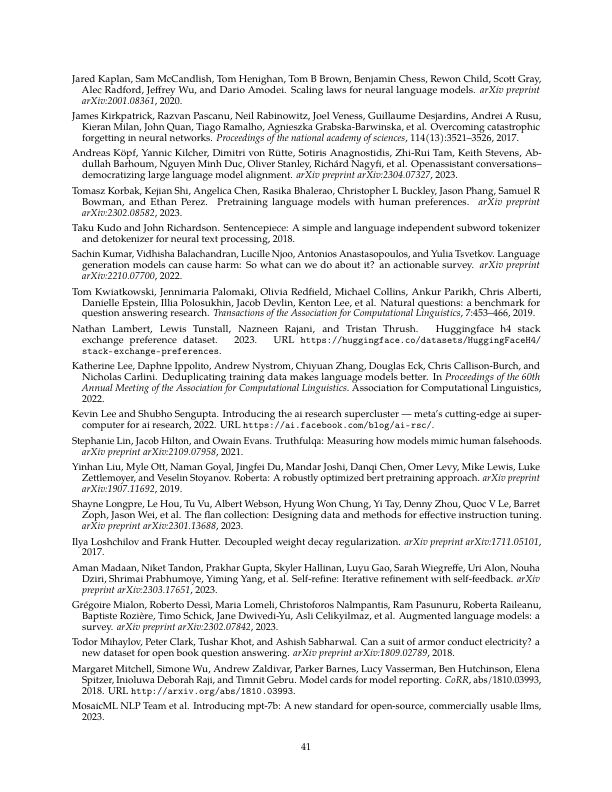 Jared Kaplan, Sam McCandlish, Tom Henighan, Tom B Brown, Benjamin Chess, Rewon Child, Scott Gray,
Alec Radford, Jeffrey Wu, and Dario Amodei. Scaling laws for neural language models. arXiv preprint
arXiv:2001.08361, 2020.
James Kirkpatrick, Razvan Pascanu, Neil Rabinowitz, Joel Veness, Guillaume Desjardins, Andrei A Rusu,
Kieran Milan, John Quan, Tiago Ramalho, Agnieszka Grabska-Barwinska, et al. Overcoming catastrophic
forgetting in neural networks. Proceedings of the national academy of sciences, 114(13):3521–3526, 2017.
Andreas Köpf, Yannic Kilcher, Dimitri von Rütte, Sotiris Anagnostidis, Zhi-Rui Tam, Keith Stevens, Ab-
dullah Barhoum, Nguyen Minh Duc, Oliver Stanley, Richárd Nagyfi, et al. Openassistant conversations–
democratizing large language model alignment. arXiv preprint arXiv:2304.07327, 2023.
Tomasz Korbak, Kejian Shi, Angelica Chen, Rasika Bhalerao, Christopher L Buckley, Jason Phang, Samuel R
Bowman, and Ethan Perez. Pretraining language models with human preferences. arXiv preprint
arXiv:2302.08582, 2023.
Taku Kudo and John Richardson. Sentencepiece: A simple and language independent subword tokenizer
and detokenizer for neural text processing, 2018.
Sachin Kumar, Vidhisha Balachandran, Lucille Njoo, Antonios Anastasopoulos, and Yulia Tsvetkov. Language
generation models can cause harm: So what can we do about it? an actionable survey. arXiv preprint
arXiv:2210.07700, 2022.
Tom Kwiatkowski, Jennimaria Palomaki, Olivia Redfield, Michael Collins, Ankur Parikh, Chris Alberti,
Danielle Epstein, Illia Polosukhin, Jacob Devlin, Kenton Lee, et al. Natural questions: a benchmark for
question answering research. Transactions of the Association for Computational Linguistics, 7:453–466, 2019.
Nathan Lambert, Lewis Tunstall, Nazneen Rajani, and Tristan Thrush. Huggingface h4 stack
exchange preference dataset. 2023. URL https://huggingface.co/datasets/HuggingFaceH4/
stack-exchange-preferences.
Katherine Lee, Daphne Ippolito, Andrew Nystrom, Chiyuan Zhang, Douglas Eck, Chris Callison-Burch, and
Nicholas Carlini. Deduplicating training data makes language models better. In Proceedings of the 60th
Annual Meeting of the Association for Computational Linguistics. Association for Computational Linguistics,
2022.
Kevin Lee and Shubho Sengupta. Introducing the ai research supercluster — meta's cutting-edge ai super-
computer for ai research, 2022. URL https://ai.facebook.com/blog/ai-rsc/.
Stephanie Lin, Jacob Hilton, and Owain Evans. Truthfulqa: Measuring how models mimic human falsehoods.
arXiv preprint arXiv:2109.07958, 2021.
Yinhan Liu, Myle Ott, Naman Goyal, Jingfei Du, Mandar Joshi, Danqi Chen, Omer Levy, Mike Lewis, Luke
Zettlemoyer, and Veselin Stoyanov. Roberta: A robustly optimized bert pretraining approach. arXiv preprint
arXiv:1907.11692, 2019.
Shayne Longpre, Le Hou, Tu Vu, Albert Webson, Hyung Won Chung, Yi Tay, Denny Zhou, Quoc V Le, Barret
Zoph, Jason Wei, et al. The flan collection: Designing data and methods for effective instruction tuning.
arXiv preprint arXiv:2301.13688, 2023.
Ilya Loshchilov and Frank Hutter. Decoupled weight decay regularization. arXiv preprint arXiv:1711.05101,
2017.
Aman Madaan, Niket Tandon, Prakhar Gupta, Skyler Hallinan, Luyu Gao, Sarah Wiegreffe, Uri Alon, Nouha
Dziri, Shrimai Prabhumoye, Yiming Yang, et al. Self-refine: Iterative refinement with self-feedback. arXiv
preprint arXiv:2303.17651, 2023.
Grégoire Mialon, Roberto Dessì, Maria Lomeli, Christoforos Nalmpantis, Ram Pasunuru, Roberta Raileanu,
Baptiste Rozière, Timo Schick, Jane Dwivedi-Yu, Asli Celikyilmaz, et al. Augmented language models: a
survey. arXiv preprint arXiv:2302.07842, 2023.
Todor Mihaylov, Peter Clark, Tushar Khot, and Ashish Sabharwal. Can a suit of armor conduct electricity? a
new dataset for open book question answering. arXiv preprint arXiv:1809.02789, 2018.
Margaret Mitchell, Simone Wu, Andrew Zaldivar, Parker Barnes, Lucy Vasserman, Ben Hutchinson, Elena
Spitzer, Inioluwa Deborah Raji, and Timnit Gebru. Model cards for model reporting. CoRR, abs/1810.03993,
2018. URL http://arxiv.org/abs/1810.03993.
MosaicML NLP Team et al. Introducing mpt-7b: A new standard for open-source, commercially usable llms,
2023.
41